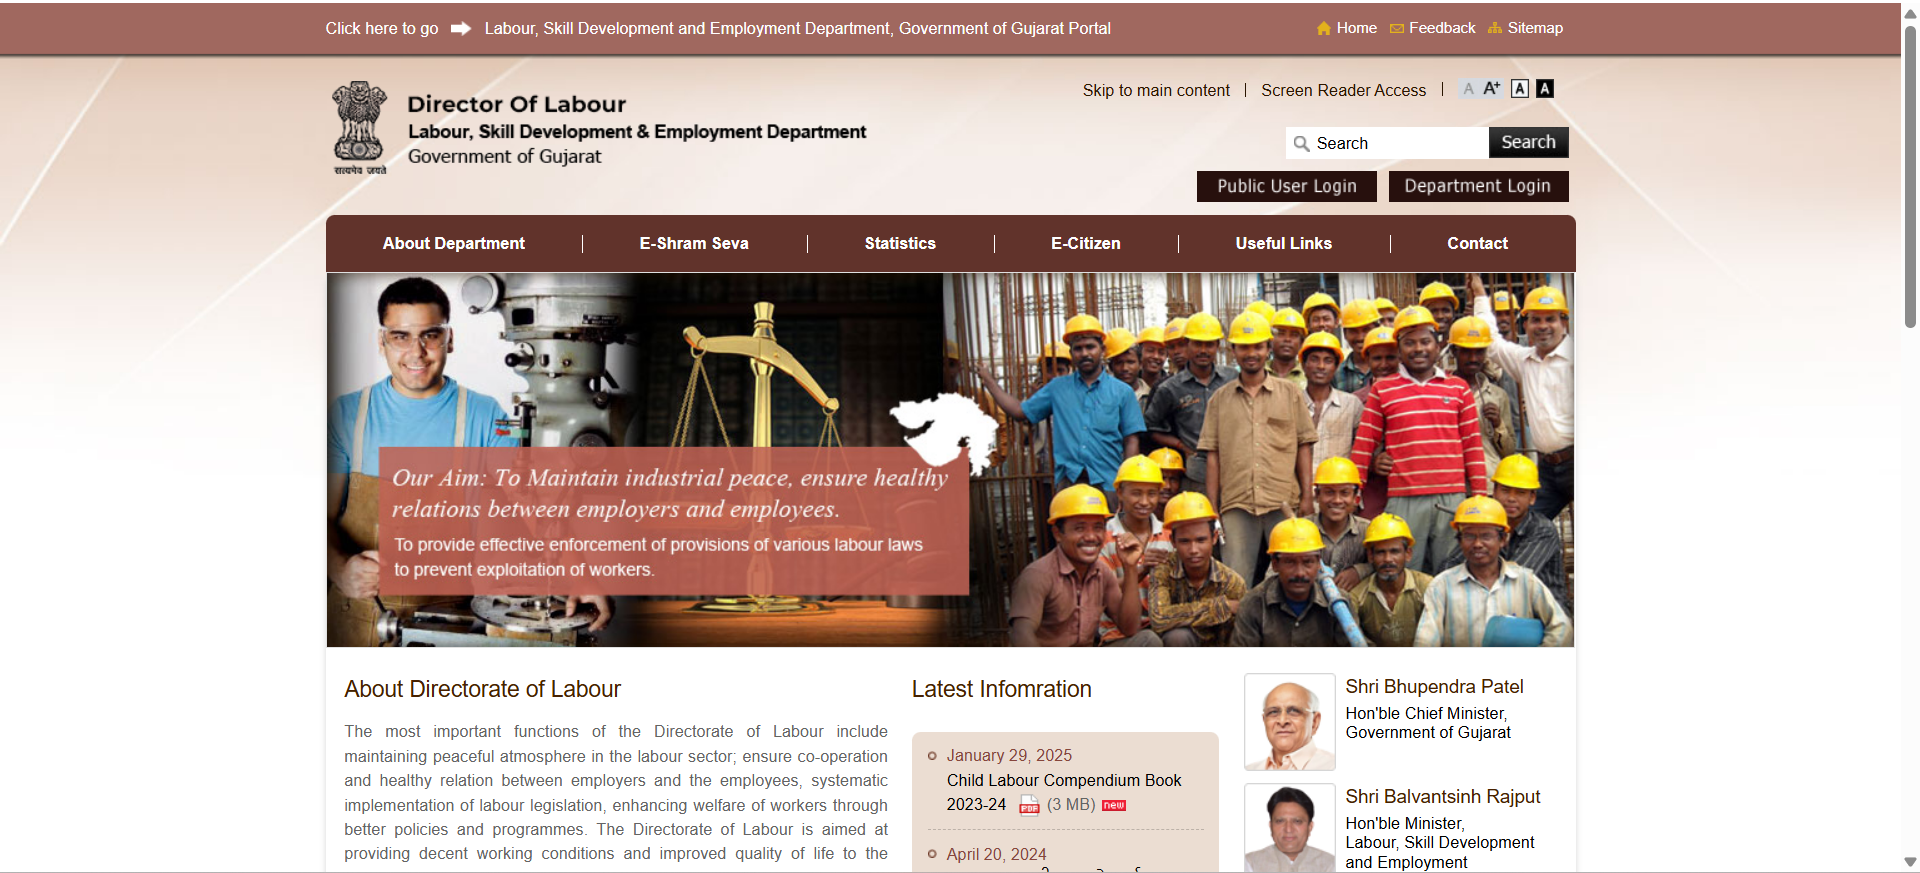 Click here to go
Labour, Skill Development and Employment Department, Government of Gujarat Portal
Home
Feedback
Sitemap
Skip to main content
Screen Reader Access
A
A+
A
A
सत्यमेव जयते
Director Of Labour
Labour, Skill Development & Employment Department
Government of Gujarat
Search
Search
Public User Login
Department Login
About Department
E-Shram Seva
Statistics
E-Citizen
Useful Links
Contact
Our Aim: To Maintain industrial peace, ensure healthy
relations between employers and employees.
To provide effective enforcement of provisions of various labour laws
to prevent exploitation of workers.
About Directorate of Labour
The most important functions of the Directorate of Labour include
maintaining peaceful atmosphere in the labour sector; ensure co-operation
and healthy relation between employers and the employees, systematic
implementation of labour legislation, enhancing welfare of workers through
better policies and programmes. The Directorate of Labour is aimed at
providing decent working conditions and improved quality of life to the
Latest Infomration
January 29, 2025
Child Labour Compendium Book
2023-24 PDF (3 MB) new
April 20, 2024
Shri Bhupendra Patel
Hon'ble Chief Minister,
Government of Gujarat
Shri Balvantsinh Rajput
Hon'ble Minister,
Labour, Skill Development
and Employment